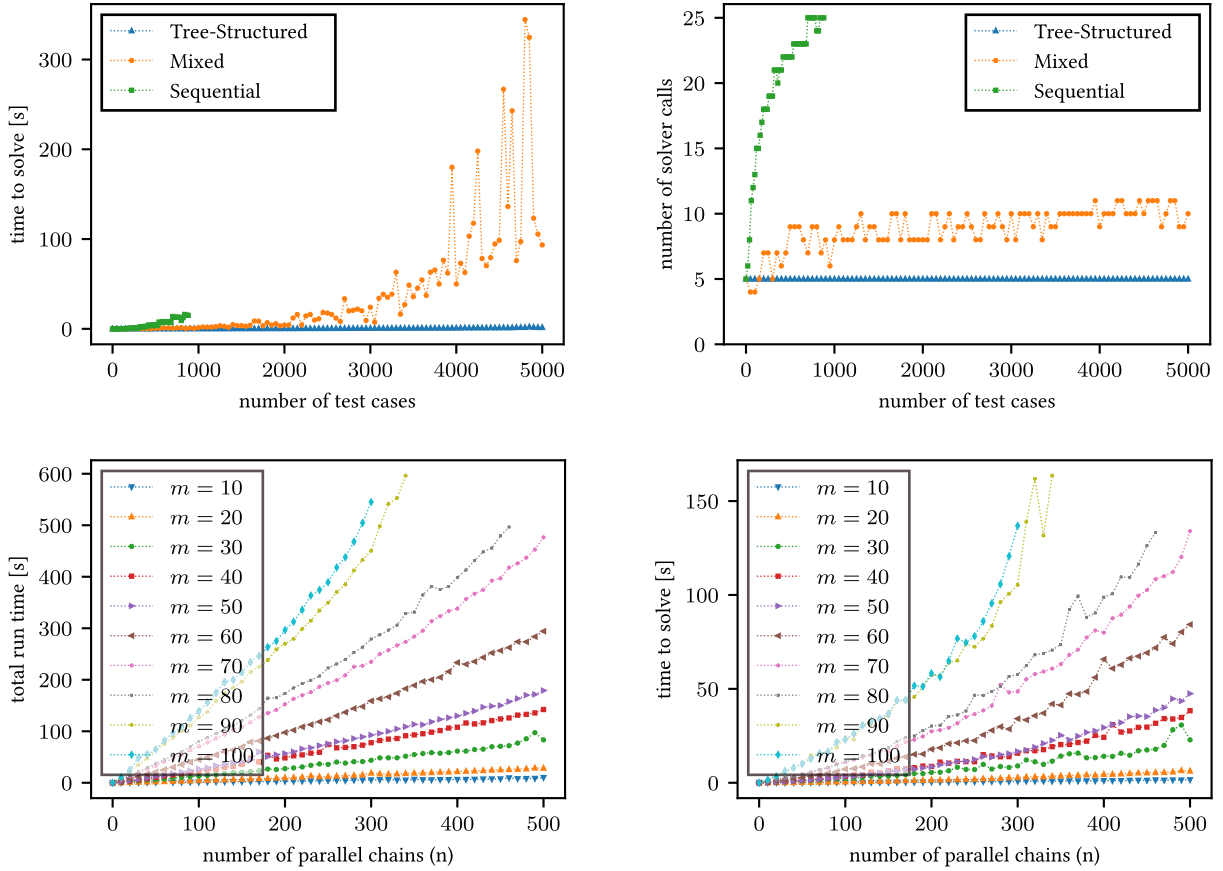 Tree-Structured
Mixed
Sequential
300
200
100
0
time to solve [s]
0 1000 2000 3000 4000 5000
number of test cases
Tree-Structured
Mixed
Sequential
25
20
15
10
5
0
number of solver calls
0 1000 2000 3000 4000 5000
number of test cases
m = 10
m = 20
m = 30
m = 40
m = 50
m = 60
m = 70
m = 80
m = 90
m = 100
600
500
400
300
200
100
0
total run time [s]
0 100 200 300 400 500
number of parallel chains (n)
m = 10
m = 20
m = 30
m = 40
m = 50
m = 60
m = 70
m = 80
m = 90
m = 100
150
100
50
0
time to solve [s]
0 100 200 300 400 500
number of parallel chains (n)